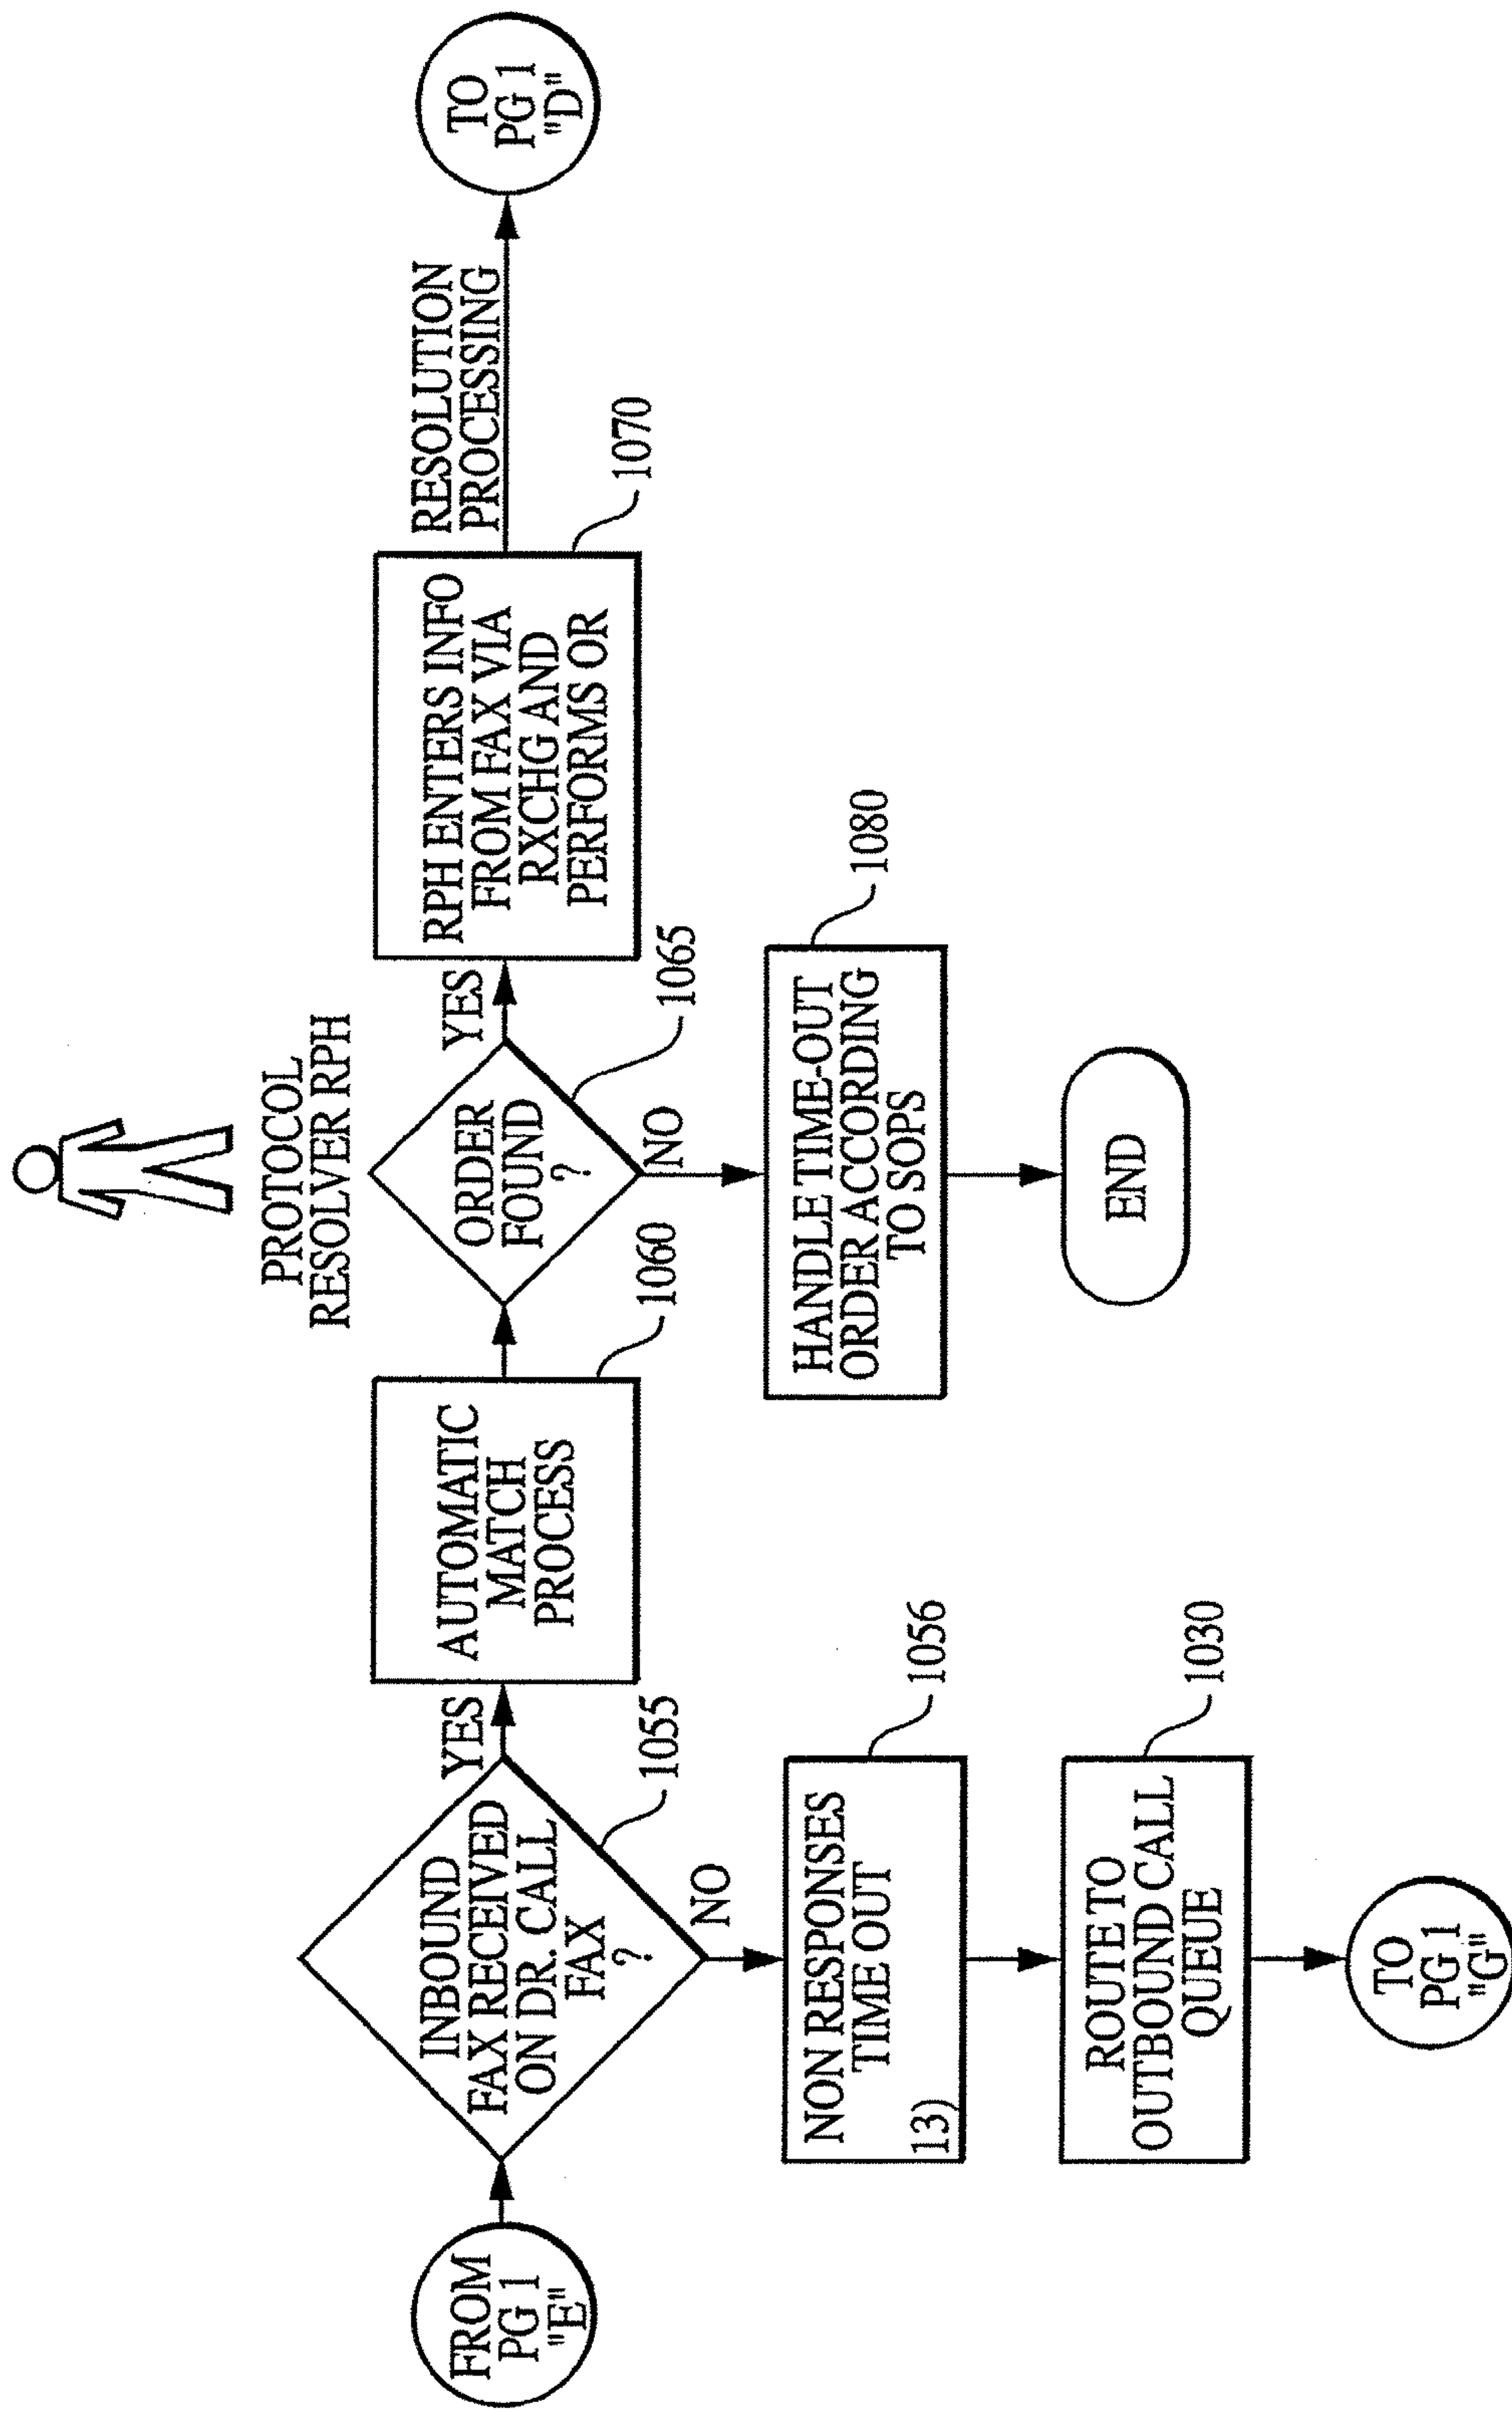 PROTOCOL
RESOLVER RPH
FROM
PG 1
"E"
INBOUND
FAX RECEIVED
ON DR. CALL
FAX
?
1055
YES
NO
AUTOMATIC
MATCH
PROCESS
1060
ORDER
FOUND
?
1065
YES
NO
RPH ENTERS INFO
FROM FAX VIA
RXCHG AND
PERFORMS OR
1070
RESOLUTION
PROCESSING
TO
PG 1
"D"
NON RESPONSES
TIME OUT
13)
1056
ROUTE TO
OUTBOUND CALL
QUEUE
1030
TO
PG 1
"G"
HANDLE TIME-OUT
ORDER ACCORDING
TO SOPS
1080
END